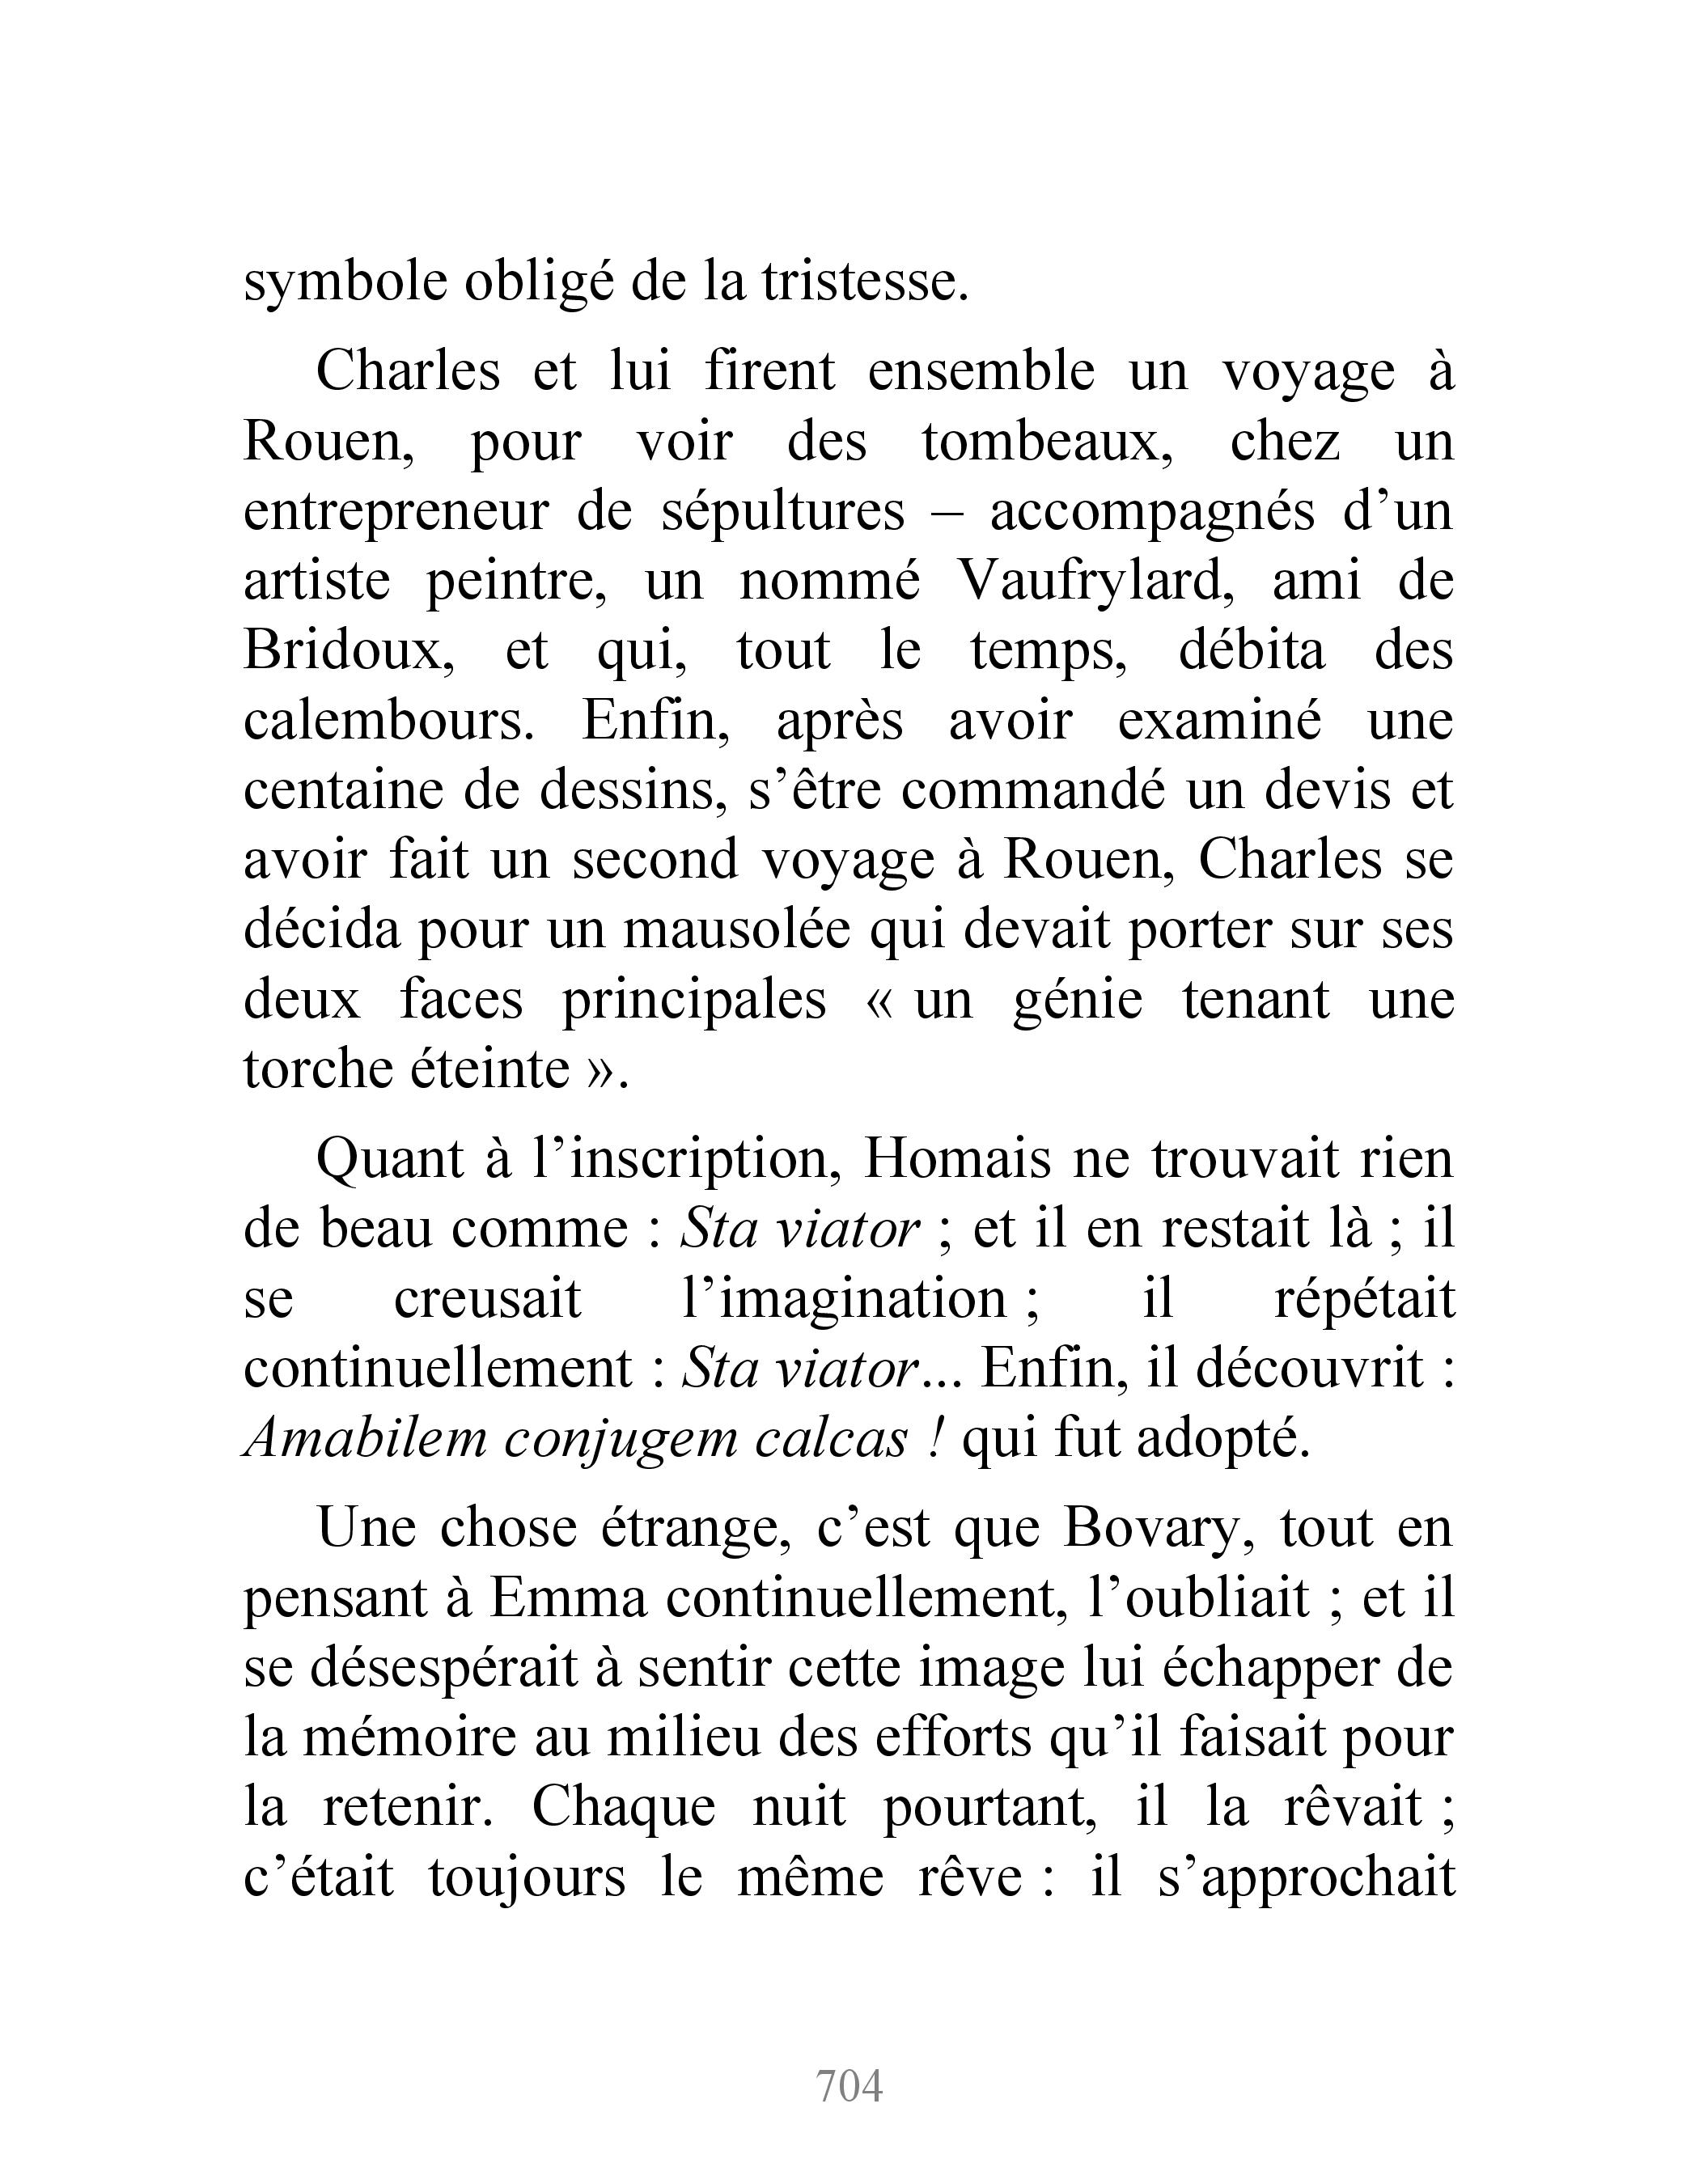 symbole obligé de la tristesse.
Charles et lui firent ensemble un voyage à
Rouen, pour voir des tombeaux, chez un
entrepreneur de sépultures – accompagnés d’un
artiste peintre, un nommé Vaufrylard, ami de
Bridoux, et qui, tout le temps, débita des
calembours. Enfin, après avoir examiné une
centaine de dessins, s’être commandé un devis et
avoir fait un second voyage à Rouen, Charles se
décida pour un mausolée qui devait porter sur ses
deux faces principales « un génie tenant une
torche éteinte ».
Quant à l’inscription, Homais ne trouvait rien
de beau comme : Sta viator ; et il en restait là ; il
se creusait l’imagination ; il répétait
continuellement : Sta viator... Enfin, il découvrit :
Amabilem conjugem calcas ! qui fut adopté.
Une chose étrange, c’est que Bovary, tout en
pensant à Emma continuellement, l’oubliait ; et il
se désespérait à sentir cette image lui échapper de
la mémoire au milieu des efforts qu’il faisait pour
la retenir. Chaque nuit pourtant, il la rêvait ;
c’était toujours le même rêve : il s’approchait
704